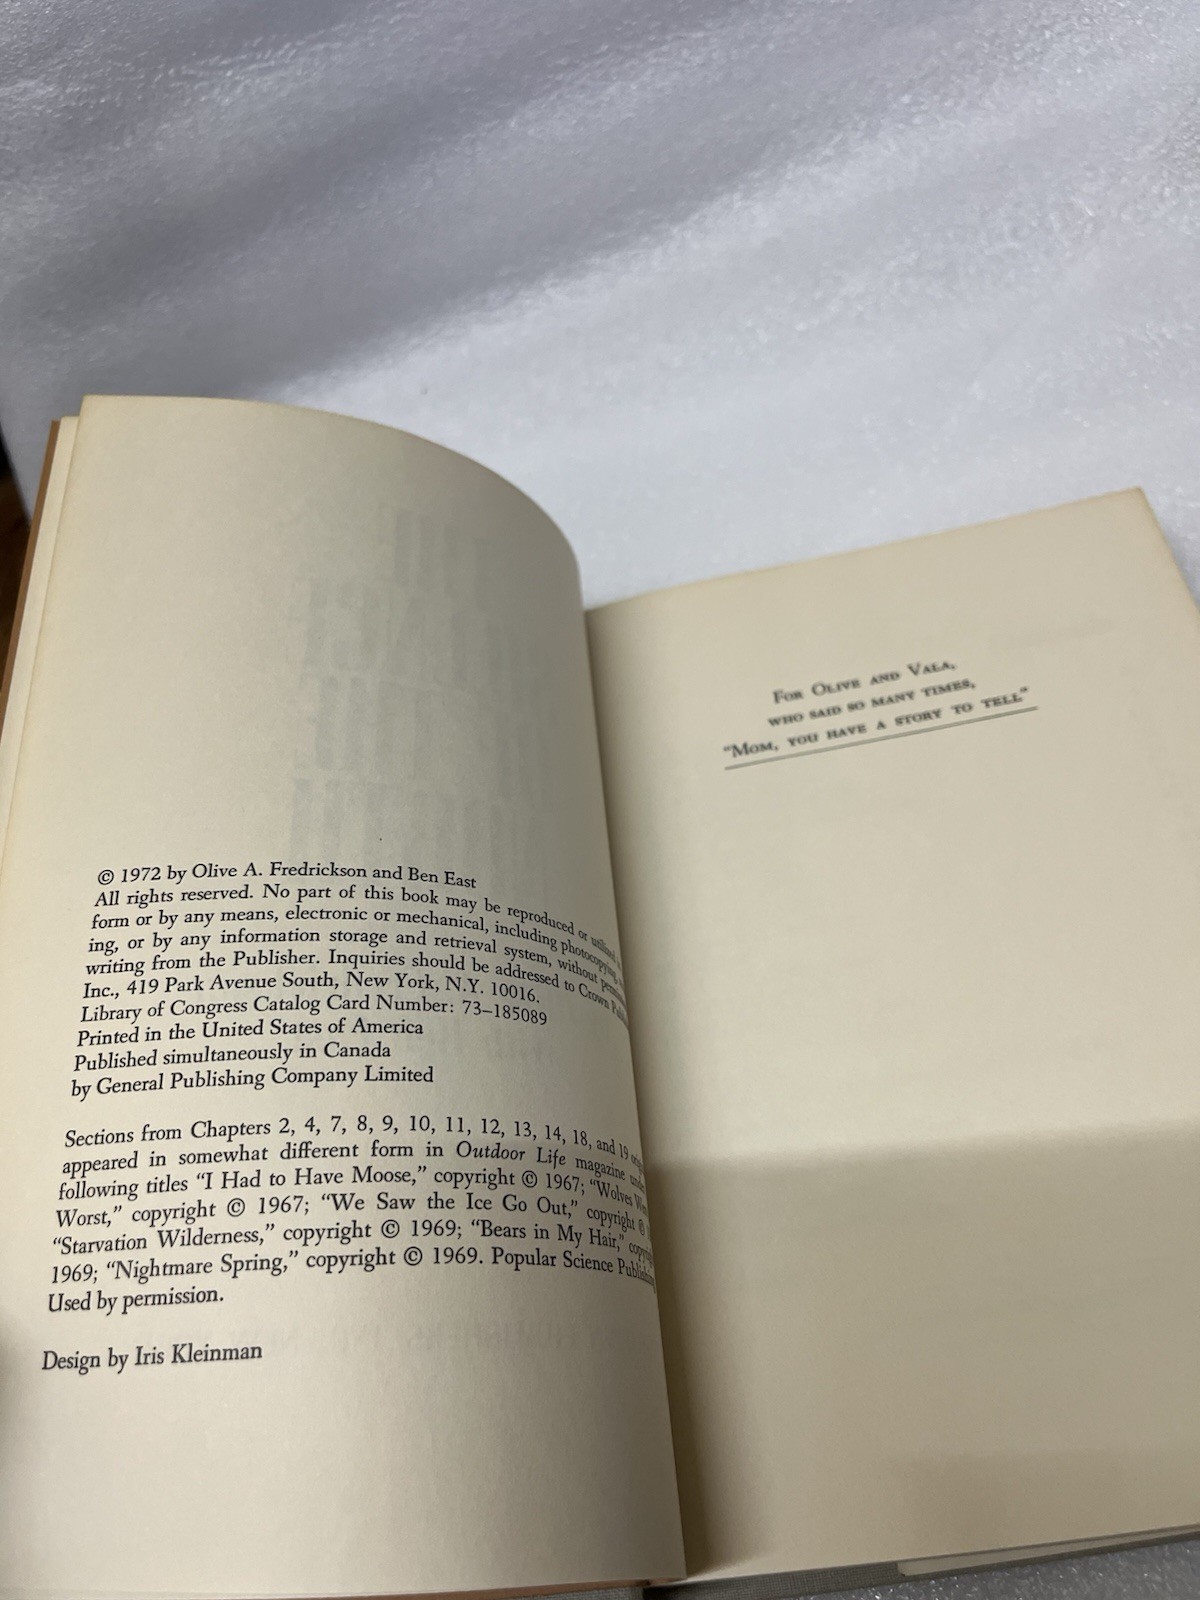 © 1972 by Olive A. Fredrickson and Ben East
All rights reserved. No part of this book may be reproduced or utilized
form or by any means, electronic or mechanical, including photocopying,
ing, or by any information storage and retrieval system, without
writing from the Publisher. Inquiries should be addressed to Crown
Inc., 419 Park Avenue South, New York, N.Y. 10016.
Library of Congress Catalog Card Number: 73–185089
Printed in the United States of America
Published simultaneously in Canada
by General Publishing Company Limited
Sections from Chapters 2, 4, 7, 8, 9, 10, 11, 12, 13, 14, 18, and 19
appeared in somewhat different form in Outdoor Life magazine
following titles “I Had to Have Moose,” copyright © 1967; “Wolves
Worst,” copyright © 1967; “We Saw the Ice Go Out,” copyright ©
“Starvation Wilderness,” copyright © 1969; “Bears in My Hair,”
1969; “Nightmare Spring,” copyright © 1969. Popular Science Publishing
Used by permission.
Design by Iris Kleinman
For Olive and Vala,
who said so many times,
“Mom, you have a story to tell”